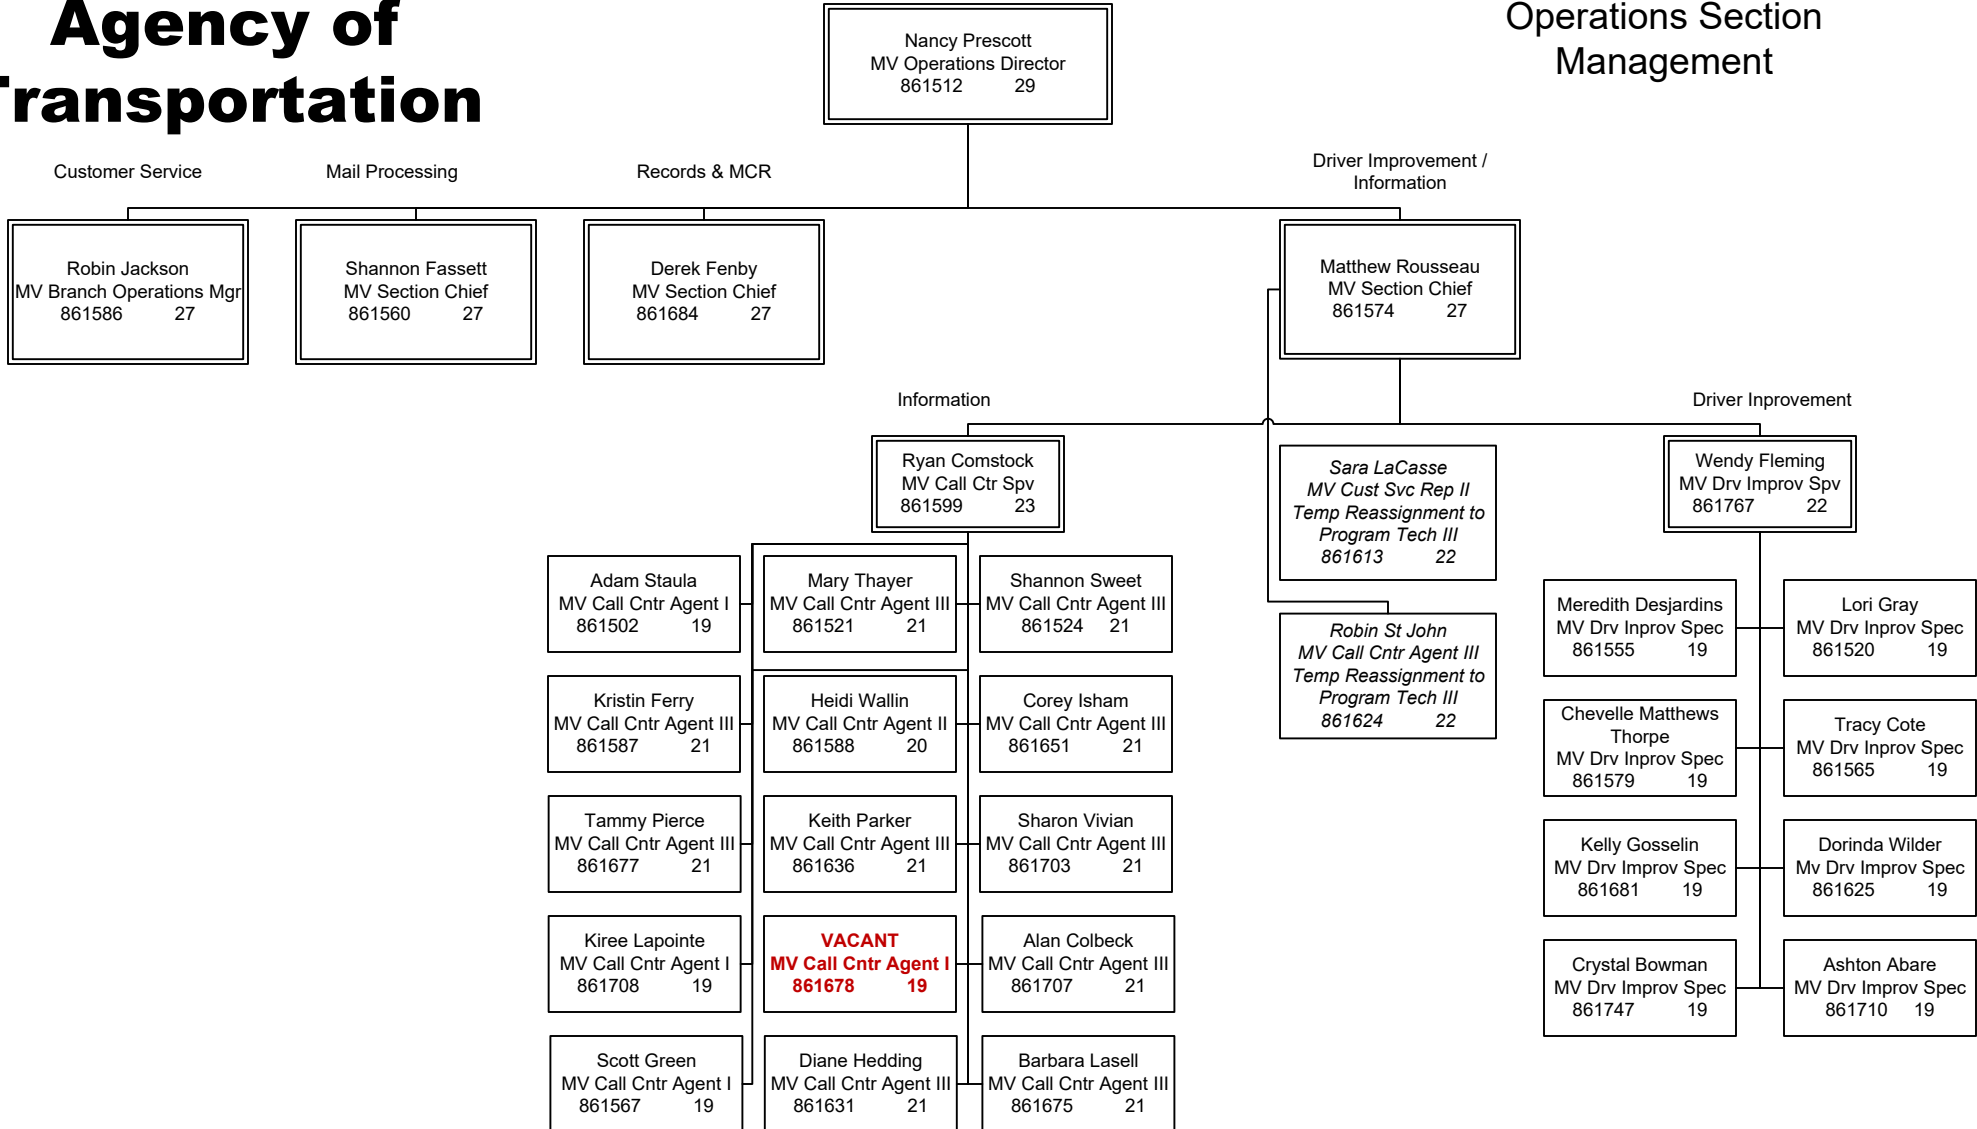 Agency of
Transportation
Operations Section
Management
Nancy Prescott
MV Operations Director
861512 29
Customer Service
Mail Processing
Records & MCR
Driver Improvement /
Information
Robin Jackson
MV Branch Operations Mgr
861586 27
Shannon Fassett
MV Section Chief
861560 27
Derek Fenby
MV Section Chief
861684 27
Matthew Rousseau
MV Section Chief
861574 27
Information
Driver Inprovement
Ryan Comstock
MV Call Ctr Spv
861599 23
Sara LaCasse
MV Cust Svc Rep II
Temp Reassignment to
Program Tech III
861613 22
Wendy Fleming
MV Drv Improv Spv
861767 22
Adam Staula
MV Call Cntr Agent I
861502 19
Mary Thayer
MV Call Cntr Agent III
861521 21
Shannon Sweet
MV Call Cntr Agent III
861524 21
Robin St John
MV Call Cntr Agent III
Temp Reassignment to
Program Tech III
861624 22
Meredith Desjardins
MV Drv Inprov Spec
861555 19
Lori Gray
MV Drv Inprov Spec
861520 19
Kristin Ferry
MV Call Cntr Agent III
861587 21
Heidi Wallin
MV Call Cntr Agent II
861588 20
Corey Isham
MV Call Cntr Agent III
861651 21
Chevelle Matthews
Thorpe
MV Drv Inprov Spec
861579 19
Tracy Cote
MV Drv Inprov Spec
861565 19
Tammy Pierce
MV Call Cntr Agent III
861677 21
Keith Parker
MV Call Cntr Agent III
861636 21
Sharon Vivian
MV Call Cntr Agent III
861703 21
Kelly Gosselin
MV Drv Improv Spec
861681 19
Dorinda Wilder
Mv Drv Improv Spec
861625 19
Kiree Lapointe
MV Call Cntr Agent I
861708 19
VACANT
MV Call Cntr Agent I
861678 19
Alan Colbeck
MV Call Cntr Agent III
861707 21
Crystal Bowman
MV Drv Improv Spec
861747 19
Ashton Abare
MV Drv Improv Spec
861710 19
Scott Green
MV Call Cntr Agent I
861567 19
Diane Hedding
MV Call Cntr Agent III
861631 21
Barbara Lasell
MV Call Cntr Agent III
861675 21